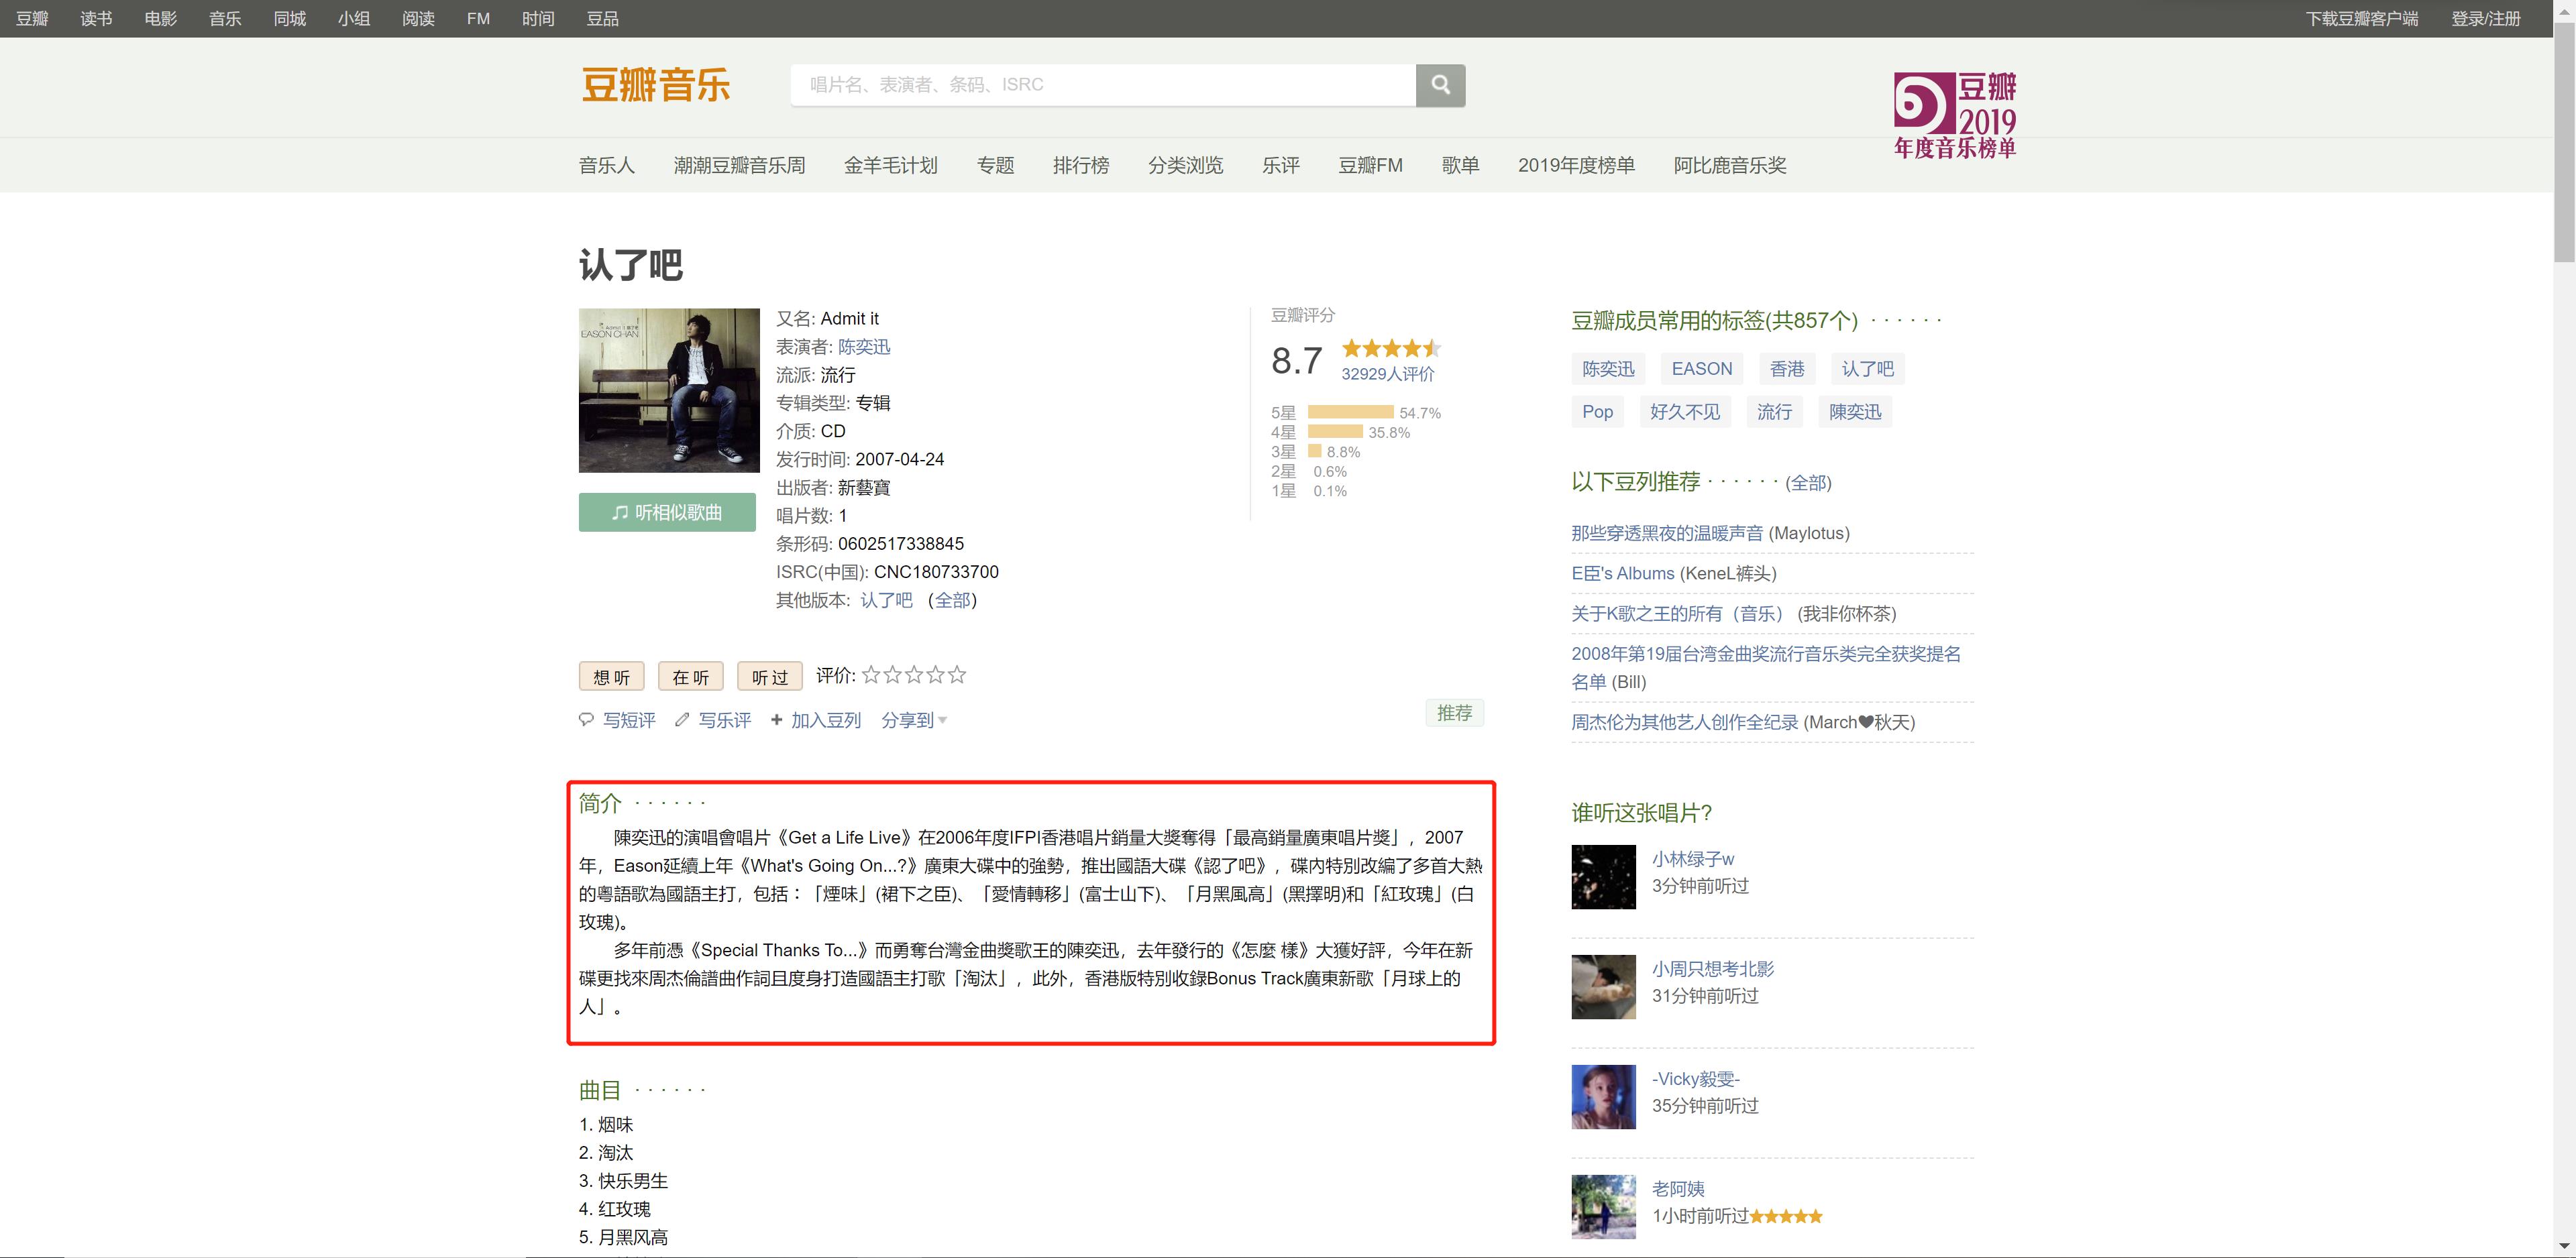 豆瓣 读书 电影 音乐 同城 小组 阅读 FM 时间 豆品 下载豆瓣客户端 登录/注册
豆瓣音乐
唱片名、表演者、条码、ISRC
豆瓣
2019
年度音乐榜单
音乐人 潮潮豆瓣音乐周 金羊毛计划 专题 排行榜 分类浏览 乐评 豆瓣FM 歌单 2019年度榜单 阿比鹿音乐奖
认了吧
Admit it 認了吧
EASON CHAN
听相似歌曲
又名: Admit it
表演者: 陈奕迅
流派: 流行
专辑类型: 专辑
介质: CD
发行时间: 2007-04-24
出版者: 新藝寶
唱片数: 1
条形码: 0602517338845
ISRC(中国): CNC180733700
其他版本: 认了吧 (全部)
豆瓣评分
8.7
32929人评价
5星 54.7%
4星 35.8%
3星 8.8%
2星 0.6%
1星 0.1%
想听 在听 听过 评价:
写短评 写乐评 + 加入豆列 分享到
推荐
简介 · · · · · ·
陳奕迅的演唱會唱片《Get a Life Live》在2006年度IFPI香港唱片銷量大獎奪得「最高銷量廣東唱片獎」，2007
年，Eason延續上年《What's Going On...?》廣東大碟中的強勢，推出國語大碟《認了吧》，碟內特別改編了多首大熱
的粵語歌為國語主打，包括：「煙味」(裙下之臣)、「愛情轉移」(富士山下)、「月黑風高」(黑擇明)和「紅玫瑰」(白
玫瑰)。
多年前憑《Special Thanks To...》而勇奪台灣金曲獎歌王的陳奕迅，去年發行的《怎麼 樣》大獲好評，今年在新
碟更找來周杰倫譜曲作詞且度身打造國語主打歌「淘汰」，此外，香港版特別收錄Bonus Track廣東新歌「月球上的
人」。
曲目 · · · · · ·
1. 烟味
2. 淘汰
3. 快乐男生
4. 红玫瑰
5. 月黑风高
豆瓣成员常用的标签(共857个) · · · · · ·
陈奕迅 EASON 香港 认了吧
Pop 好久不见 流行 陳奕迅
以下豆列推荐 · · · · · · (全部)
那些穿透黑夜的温暖声音 (Maylotus)
E臣's Albums (KeneL裤头)
关于K歌之王的所有（音乐） (我非你杯茶)
2008年第19届台湾金曲奖流行音乐类完全获奖提名
名单 (Bill)
周杰伦为其他艺人创作全纪录 (March❤秋天)
谁听这张唱片?
小林绿子w
3分钟前听过
小周只想考北影
31分钟前听过
-Vicky毅雯-
35分钟前听过
老阿姨
1小时前听过★★★★★